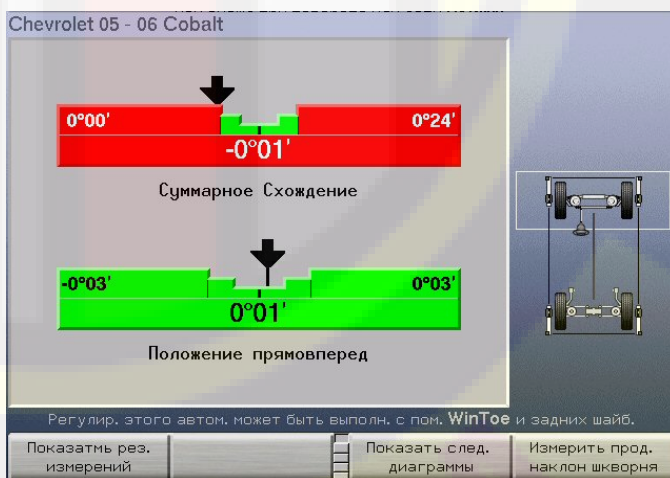 Chevrolet 05 - 06 Cobalt
0°00' 0°24'
-0°01'
Суммарное Схождение
-0°03' 0°03'
0°01'
Положение прямовперед
Регулир. этого автом. может быть выполн. с пом. WinToe и задних шайб.
Показатмь рез.
измерений
Показать след.
диаграммы
Измерить прод.
наклон шкворня